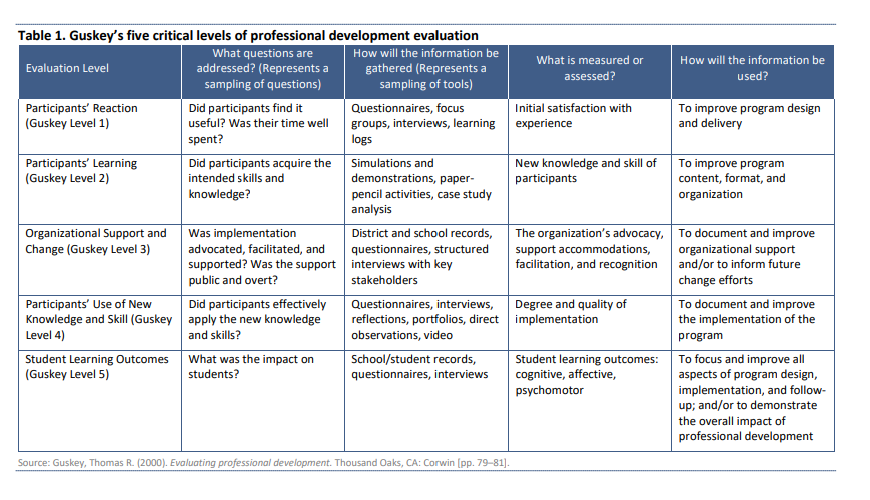 Table 1. Guskey's five critical levels of professional development evaluation
Evaluation Level
What questions are
addressed? (Represents a
sampling of questions)
How will the information be
gathered (Represents a
sampling of tools)
What is measured or
assessed?
How will the information be
used?
Participants' Reaction
(Guskey Level 1)
Did participants find it
useful? Was their time well
spent?
Questionnaires, focus
groups, interviews, learning
logs
Initial satisfaction with
experience
To improve program design
and delivery
Participants' Learning
(Guskey Level 2)
Did participants acquire the
intended skills and
knowledge?
Simulations and
demonstrations, paper-
pencil activities, case study
analysis
New knowledge and skill of
participants
To improve program
content, format, and
organization
Organizational Support and
Change (Guskey Level 3)
Was implementation
advocated, facilitated, and
supported? Was the support
public and overt?
District and school records,
questionnaires, structured
interviews with key
stakeholders
The organization's advocacy,
support accommodations,
facilitation, and recognition
To document and improve
organizational support
and/or to inform future
change efforts
Participants' Use of New
Knowledge and Skill (Guskey
Level 4)
Did participants effectively
apply the new knowledge
and skills?
Questionnaires, interviews,
reflections, portfolios, direct
observations, video
Degree and quality of
implementation
To document and improve
the implementation of the
program
Student Learning Outcomes
(Guskey Level 5)
What was the impact on
students?
School/student records,
questionnaires, interviews
Student learning outcomes:
cognitive, affective,
psychomotor
To focus and improve all
aspects of program design,
implementation, and follow-
up; and/or to demonstrate
the overall impact of
professional development
Source: Guskey, Thomas R. (2000). Evaluating professional development. Thousand Oaks, CA: Corwin [pp. 79–81].